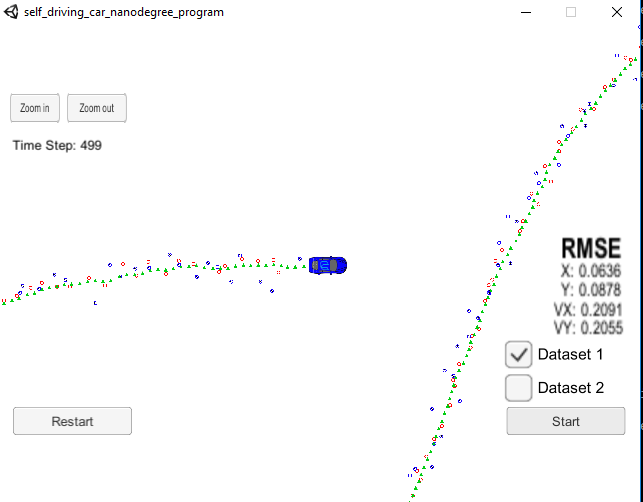 self_driving_car_nanodegree_program
Zoom in
Zoom out
Time Step: 499
RMSE
X: 0.0636
Y: 0.0878
VX: 0.2091
VY: 0.2055
Dataset 1
Dataset 2
Restart
Start